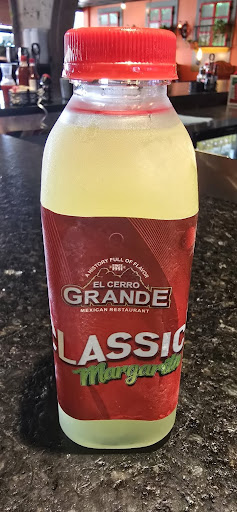 A HISTORY FULL OF FLAVOR
EL CERRO
GRANDE
MEXICAN RESTAURANT
CLASSIC
Margarita